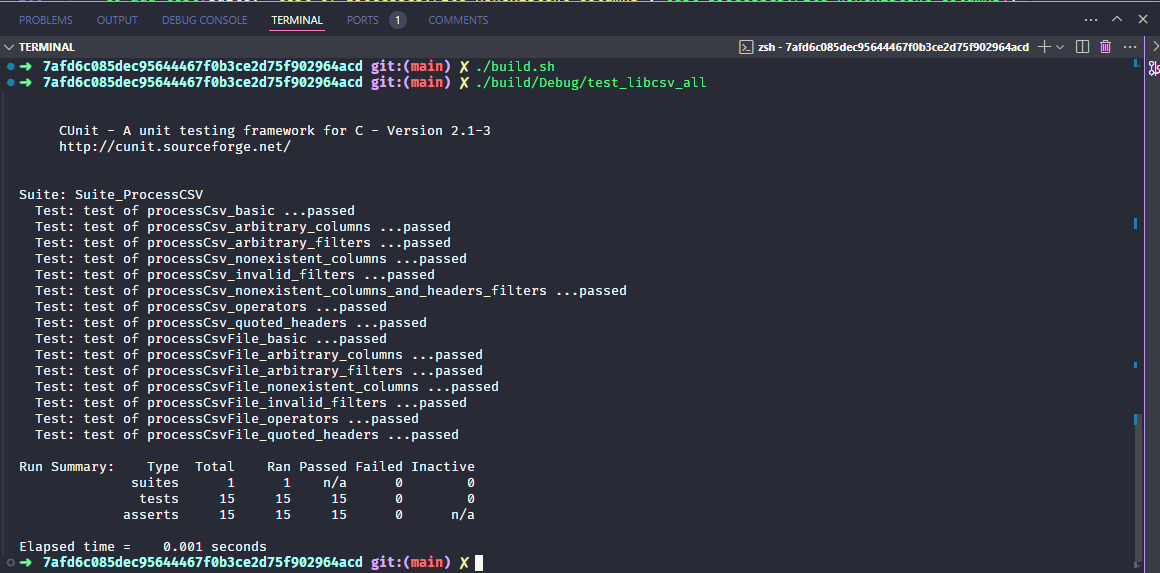 PROBLEMS OUTPUT DEBUG CONSOLE TERMINAL PORTS 1 COMMENTS
TERMINAL zsh - 7afd6c085dec95644467f0b3ce2d75f902964acd
➜ 7afd6c085dec95644467f0b3ce2d75f902964acd git:(main) ✗ ./build.sh
➜ 7afd6c085dec95644467f0b3ce2d75f902964acd git:(main) ✗ ./build/Debug/test_libcsv_all
CUnit - A unit testing framework for C - Version 2.1-3
http://cunit.sourceforge.net/
Suite: Suite_ProcessCSV
Test: test of processCsv_basic ...passed
Test: test of processCsv_arbitrary_columns ...passed
Test: test of processCsv_arbitrary_filters ...passed
Test: test of processCsv_nonexistent_columns ...passed
Test: test of processCsv_invalid_filters ...passed
Test: test of processCsv_nonexistent_columns_and_headers_filters ...passed
Test: test of processCsv_operators ...passed
Test: test of processCsv_quoted_headers ...passed
Test: test of processCsvFile_basic ...passed
Test: test of processCsvFile_arbitrary_columns ...passed
Test: test of processCsvFile_arbitrary_filters ...passed
Test: test of processCsvFile_nonexistent_columns ...passed
Test: test of processCsvFile_invalid_filters ...passed
Test: test of processCsvFile_operators ...passed
Test: test of processCsvFile_quoted_headers ...passed
Run Summary: Type Total Ran Passed Failed Inactive
suites 1 1 n/a 0 0
tests 15 15 15 0 0
asserts 15 15 15 0 n/a
Elapsed time = 0.001 seconds
➜ 7afd6c085dec95644467f0b3ce2d75f902964acd git:(main) ✗